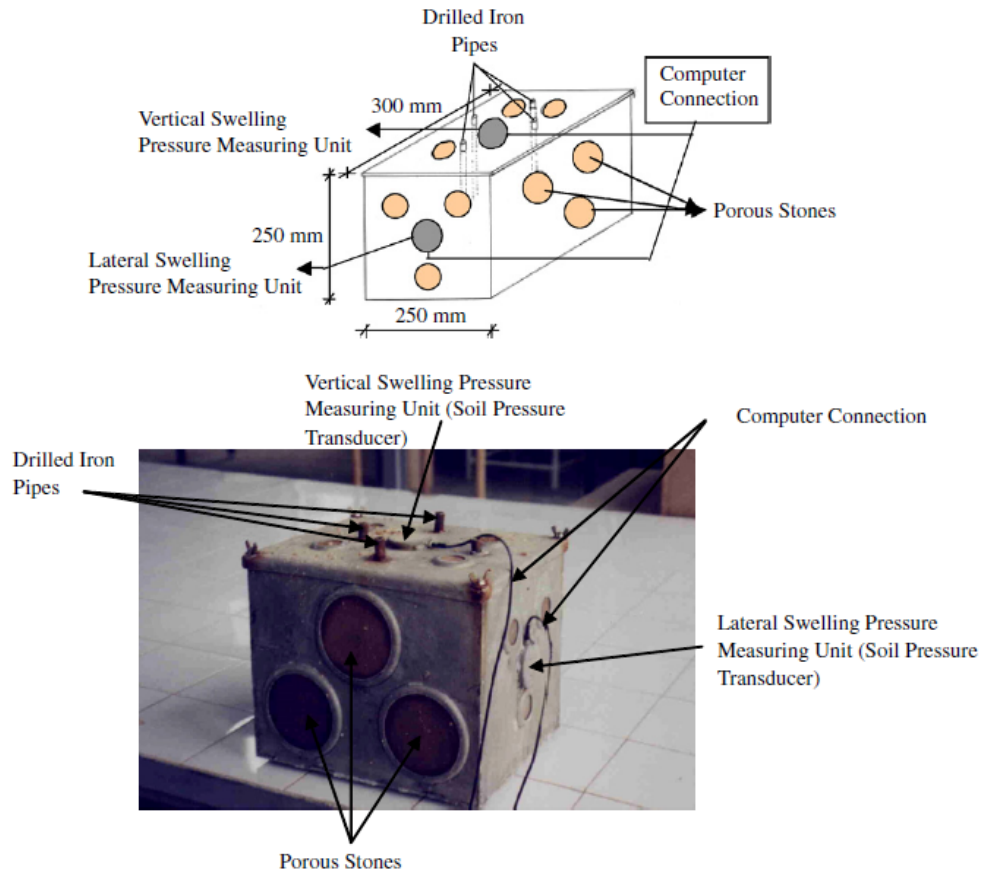 Drilled Iron
Pipes
Computer
Connection
300 mm
Vertical Swelling
Pressure Measuring Unit
Porous Stones
250 mm
Lateral Swelling
Pressure Measuring Unit
250 mm
Vertical Swelling Pressure
Measuring Unit (Soil Pressure
Transducer)
Computer Connection
Drilled Iron
Pipes
Lateral Swelling Pressure
Measuring Unit (Soil Pressure
Transducer)
Porous Stones